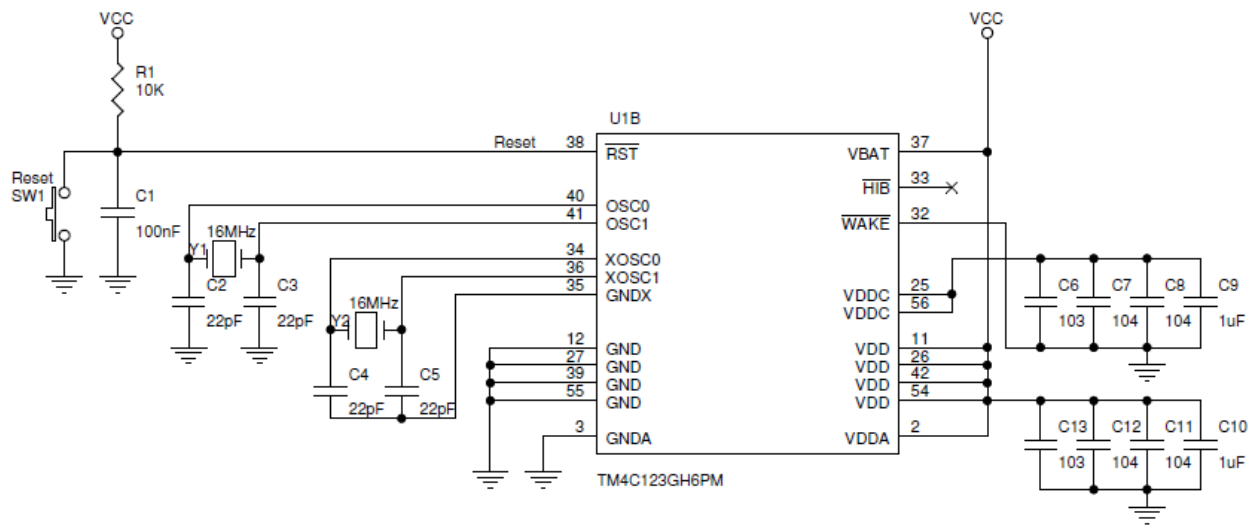 VCC
VCC
R1
10K
U1B
Reset
38
RST
VBAT
37
Reset
SW1
C1
100nF
HIB
33
40
OSC0
41
OSC1
WAKE
32
Y1
16MHz
34
XOSC0
36
XOSC1
35
GNDX
C2
22pF
C3
22pF
VDDC
25
VDDC
56
C6
103
C7
104
C8
104
C9
1uF
Y2
16MHz
12
GND
27
GND
39
GND
55
GND
VDD
11
VDD
26
VDD
42
VDD
54
C4
22pF
C5
22pF
3
GNDA
VDDA
2
C13
103
C12
104
C11
104
C10
1uF
TM4C123GH6PM